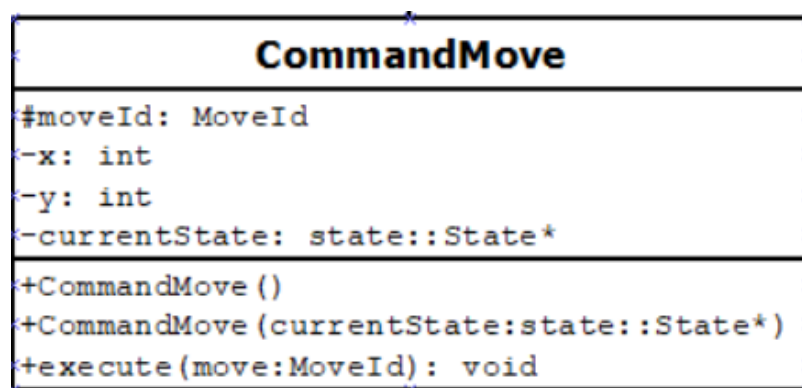 CommandMove
#moveId: MoveId
-x: int
-y: int
-currentState: state::State*
+CommandMove()
+CommandMove(currentState:state::State*)
+execute(move:MoveId): void